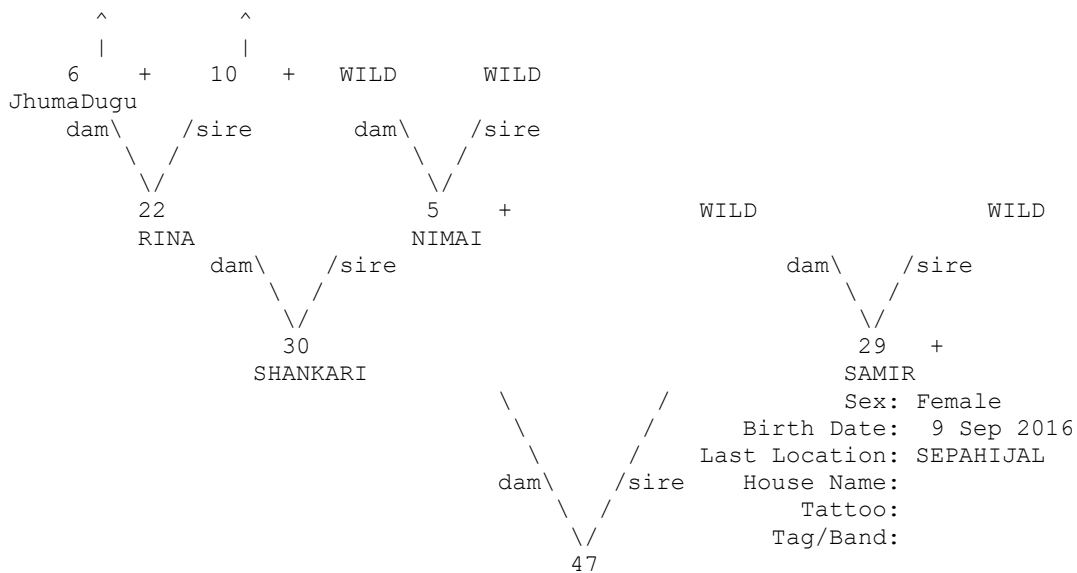 ^ ^
| |
6 + 10 + WILD WILD
JhumaDugu
dam\ /sire dam\ /sire
\ / \ /
\/ \/
22 5 + WILD WILD
RINA NIMAI
dam\ /sire dam\ /sire
\ / \ /
\/ \/
30 29 +
SHANKARI SAMIR
\ / Sex: Female
\ / Birth Date: 9 Sep 2016
\ / Last Location: SEPAHIJAL
dam\ /sire House Name:
\ / Tattoo:
\/ Tag/Band:
47